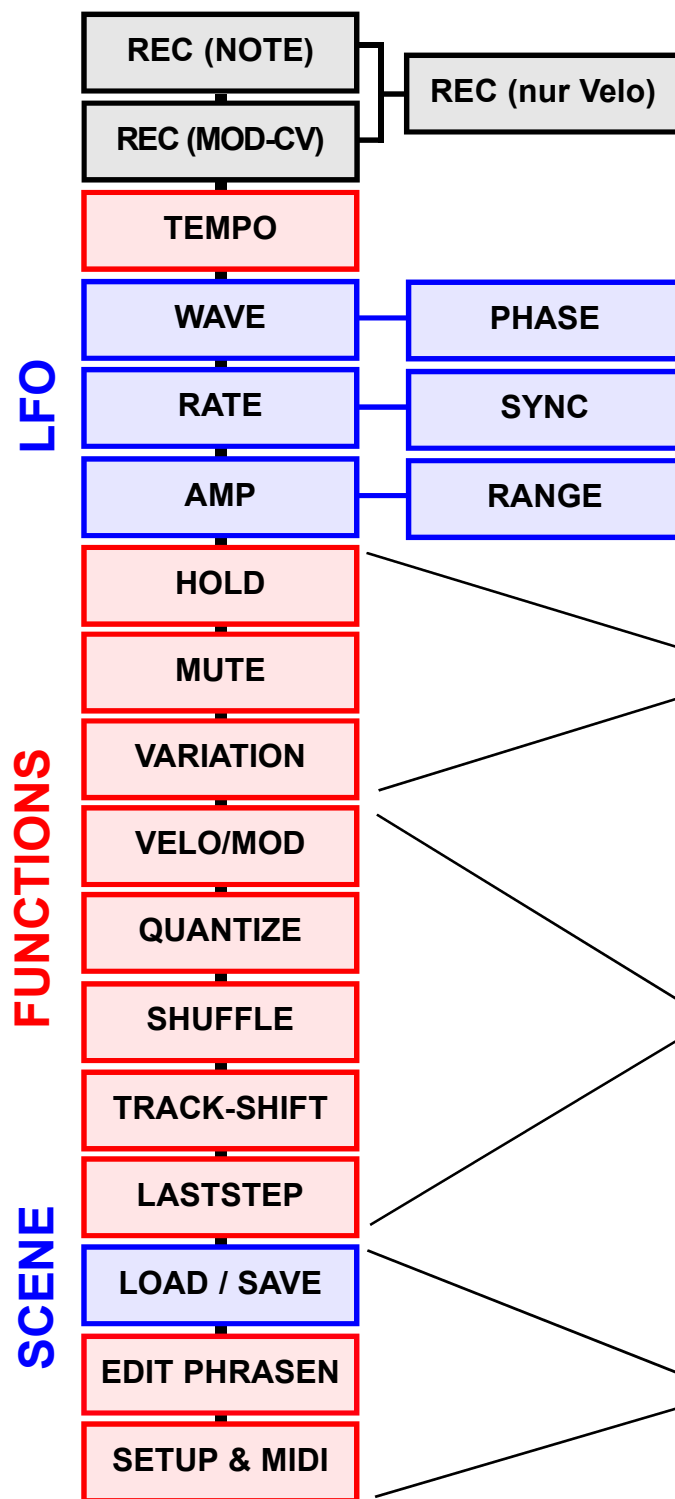 REC (NOTE)
REC (nur Velo)
REC (MOD-CV)
TEMPO
LFO
WAVE
PHASE
RATE
SYNC
AMP
RANGE
FUNCTIONS
HOLD
MUTE
VARIATION
VELO/MOD
QUANTIZE
SHUFFLE
TRACK-SHIFT
LASTSTEP
SCENE
LOAD / SAVE
EDIT PHRASEN
SETUP & MIDI